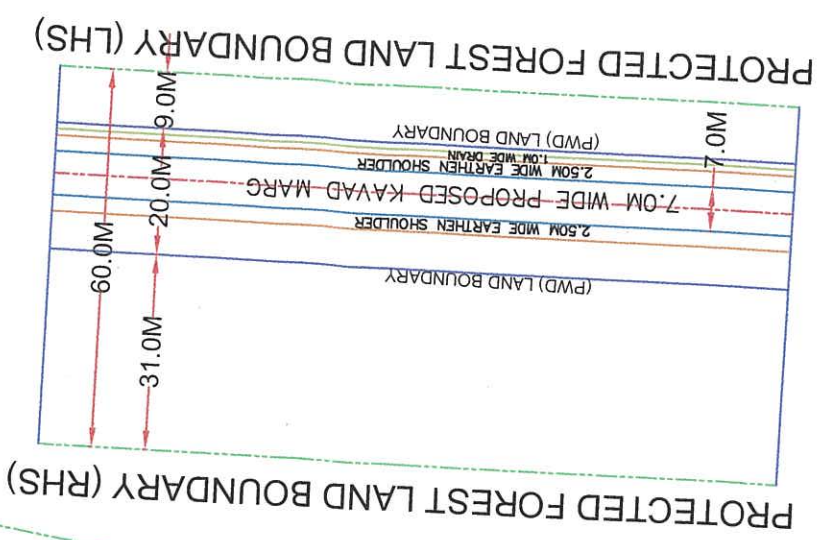 PROTECTED FOREST LAND BOUNDARY (RHS)
(PWD) LAND BOUNDARY
2.50M WIDE EARTHEN SHOULDER
7.0M WIDE PROPOSED KAVAD MARG
2.50M WIDE EARTHEN SHOULDER
1.0M WIDE DRAIN
(PWD) LAND BOUNDARY
PROTECTED FOREST LAND BOUNDARY (LHS)
7.0M
9.0M
20.0M
60.0M
31.0M